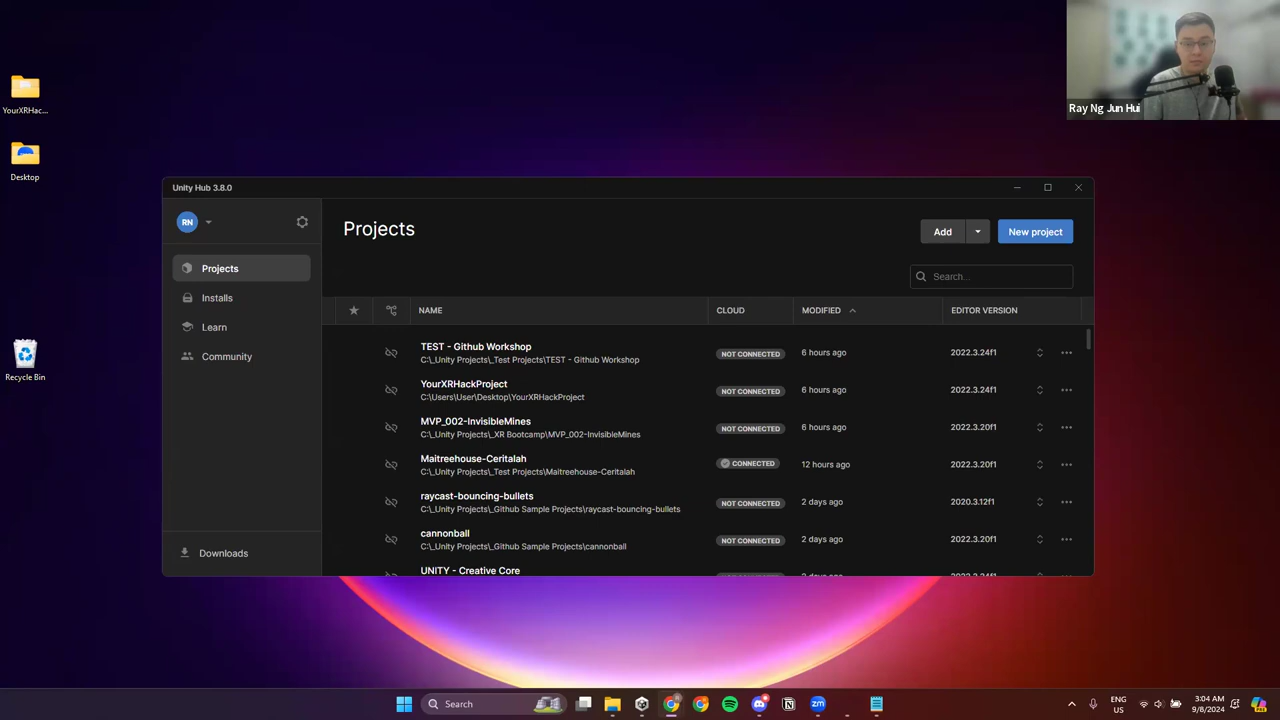 Ray Ng Jun Hui
YourXRHac...
Desktop
Recycle Bin
Unity Hub 3.8.0
RN
Projects
Installs
Learn
Community
Downloads
Projects
Add
New project
Search...
NAME CLOUD MODIFIED EDITOR VERSION
TEST - Github Workshop
C:\_Unity Projects\_Test Projects\TEST - Github Workshop
NOT CONNECTED 6 hours ago 2022.3.24f1
YourXRHackProject
C:\Users\User\Desktop\YourXRHackProject
NOT CONNECTED 6 hours ago 2022.3.24f1
MVP_002-InvisibleMines
C:\_Unity Projects\_XR Bootcamp\MVP_002-InvisibleMines
NOT CONNECTED 6 hours ago 2022.3.20f1
Maitreehouse-Ceritalah
C:\_Unity Projects\_Test Projects\Maitreehouse-Ceritalah
CONNECTED 12 hours ago 2022.3.20f1
raycast-bouncing-bullets
C:\_Unity Projects\_Github Sample Projects\raycast-bouncing-bullets
NOT CONNECTED 2 days ago 2020.3.12f1
cannonball
C:\_Unity Projects\_Github Sample Projects\cannonball
NOT CONNECTED 2 days ago 2022.3.20f1
UNITY - Creative Core
Search
zm
ENG
US
3:04 AM
9/8/2024